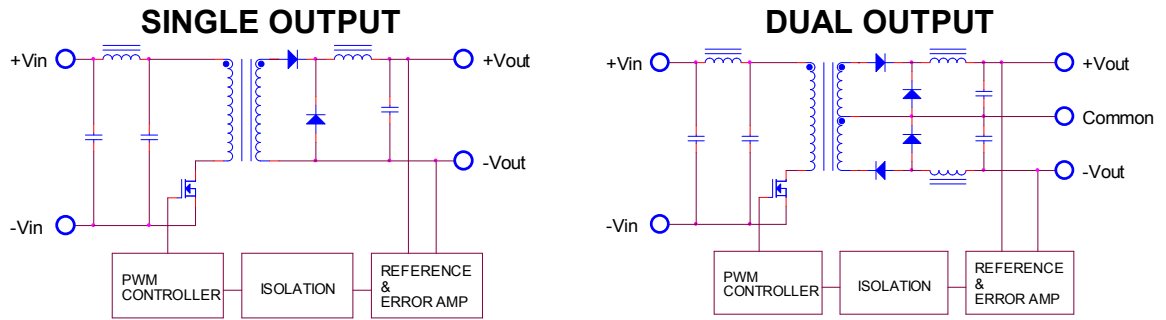 SINGLE OUTPUT
+Vin
+Vout
-Vout
-Vin
PWM
CONTROLLER
ISOLATION
REFERENCE
&
ERROR AMP
DUAL OUTPUT
+Vin
+Vout
Common
-Vout
-Vin
PWM
CONTROLLER
ISOLATION
REFERENCE
&
ERROR AMP